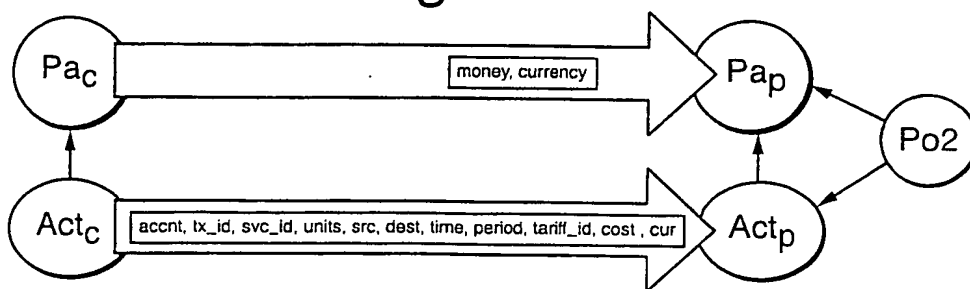 g
Pac
money, currency
Pap
Po2
Actc
accnt, tx_id, svc_id, units, src, dest, time, period, tariff_id, cost , cur
Actp